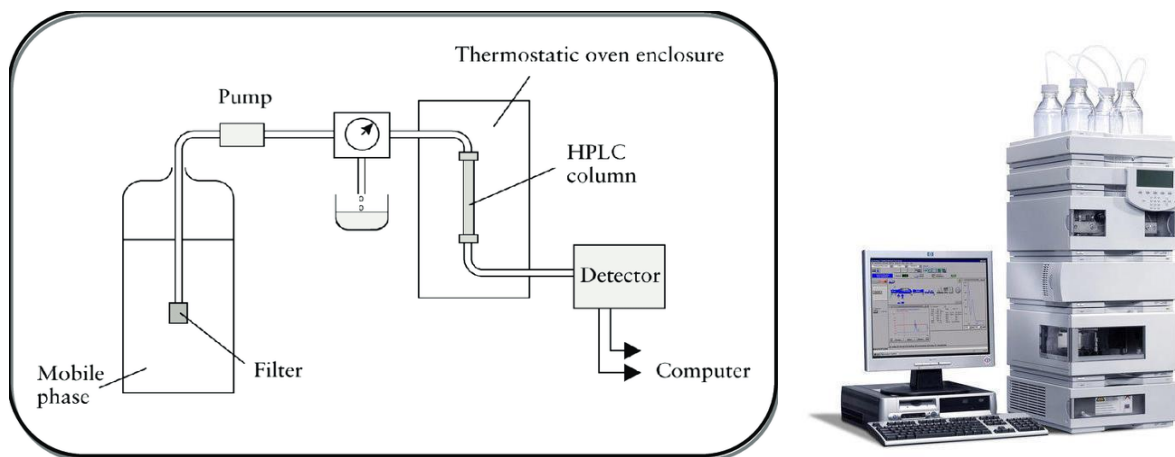 Thermostatic oven enclosure
Pump
HPLC
column
Detector
Mobile
phase
Filter
Computer